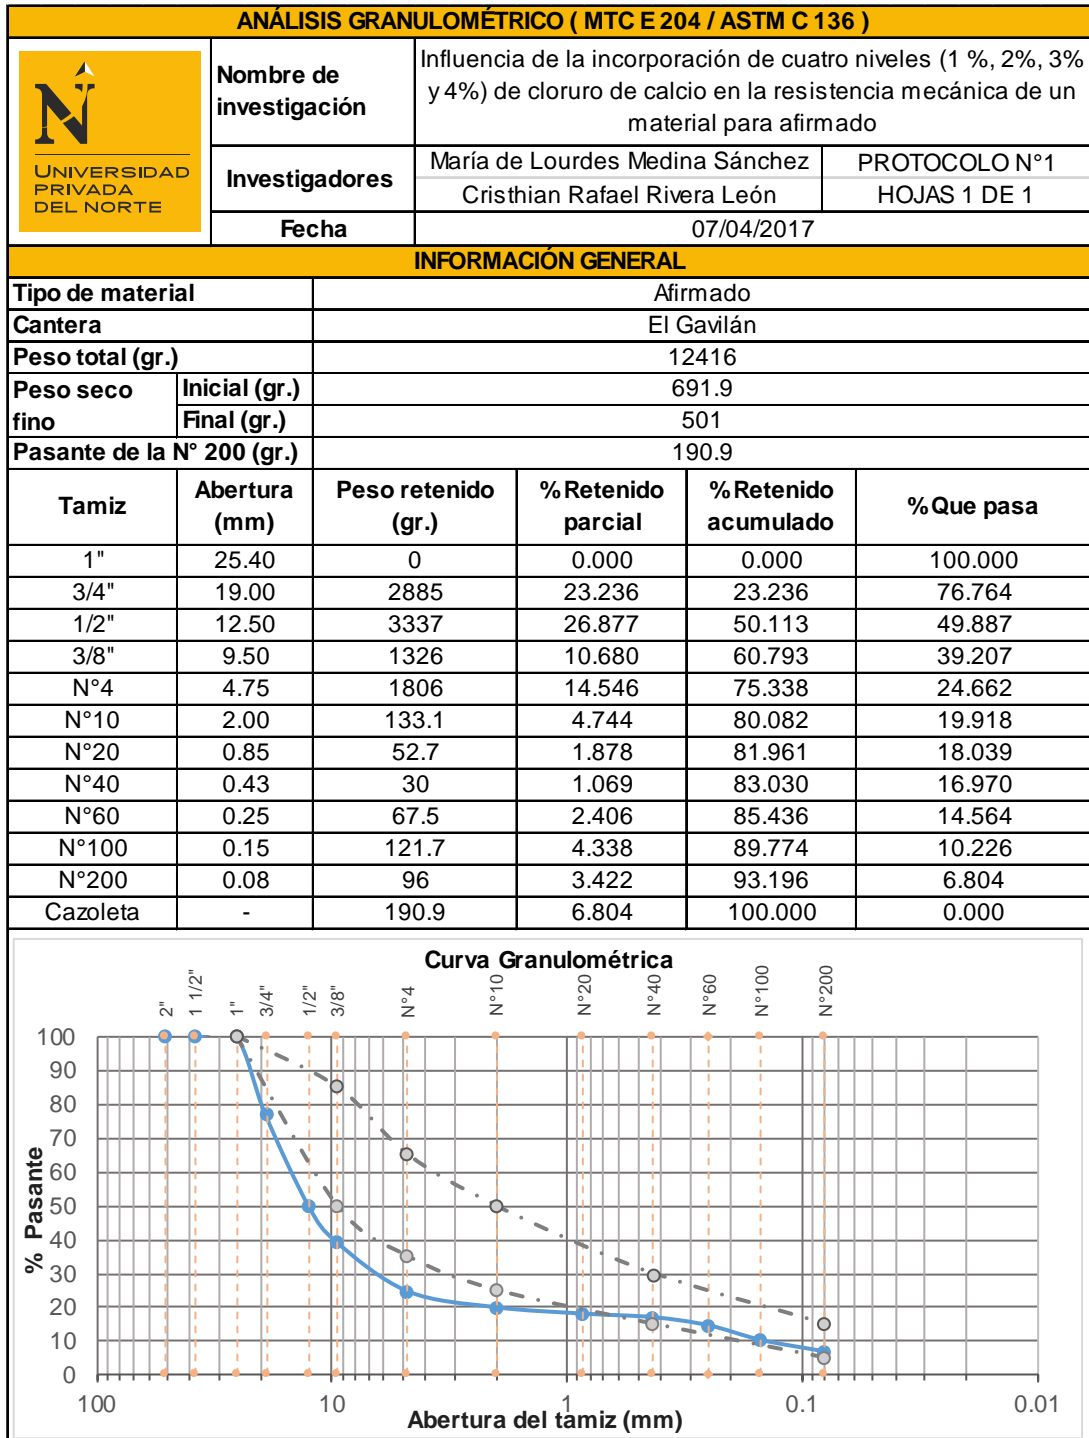 ANÁLISIS GRANULOMÉTRICO ( MTC E 204 / ASTM C 136 )
N
UNIVERSIDAD
PRIVADA
DEL NORTE
Nombre de
investigación
Influencia de la incorporación de cuatro niveles (1 %, 2%, 3%
y 4%) de cloruro de calcio en la resistencia mecánica de un
material para afirmado
Investigadores
María de Lourdes Medina Sánchez PROTOCOLO N°1
Cristhian Rafael Rivera León HOJAS 1 DE 1
Fecha 07/04/2017
INFORMACIÓN GENERAL
Tipo de material Afirmado
Cantera El Gavilán
Peso total (gr.) 12416
Peso seco
fino
Inicial (gr.) 691.9
Final (gr.) 501
Pasante de la N° 200 (gr.) 190.9
Tamiz Abertura
(mm) Peso retenido
(gr.) %Retenido
parcial %Retenido
acumulado %Que pasa
1" 25.40 0 0.000 0.000 100.000
3/4" 19.00 2885 23.236 23.236 76.764
1/2" 12.50 3337 26.877 50.113 49.887
3/8" 9.50 1326 10.680 60.793 39.207
N°4 4.75 1806 14.546 75.338 24.662
N°10 2.00 133.1 4.744 80.082 19.918
N°20 0.85 52.7 1.878 81.961 18.039
N°40 0.43 30 1.069 83.030 16.970
N°60 0.25 67.5 2.406 85.436 14.564
N°100 0.15 121.7 4.338 89.774 10.226
N°200 0.08 96 3.422 93.196 6.804
Cazoleta - 190.9 6.804 100.000 0.000
Curva Granulométrica
2" 1 1/2" 1" 3/4" 1/2" 3/8" N°4 N°10 N°20 N°40 N°60 N°100 N°200
% Pasante
100
90
80
70
60
50
40
30
20
10
0
100 10 1 0.1 0.01
Abertura del tamiz (mm)